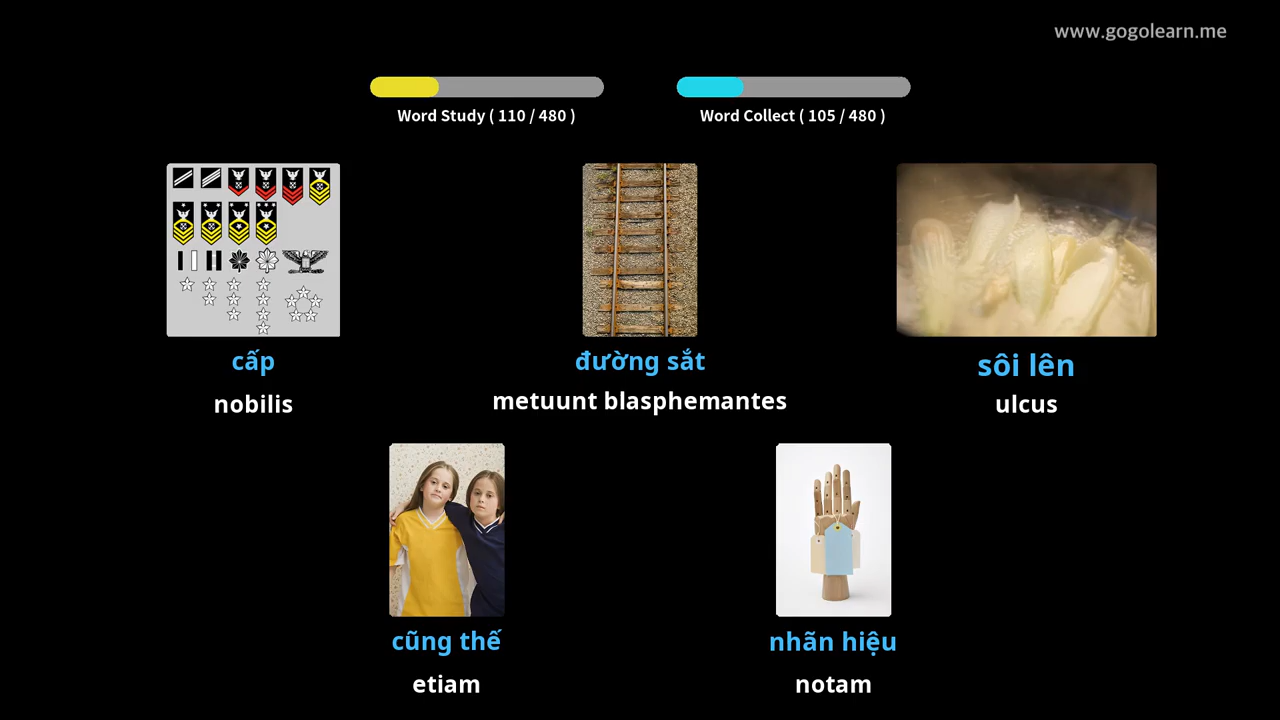 www.gogolearn.me
Word Study ( 110 / 480 )
Word Collect ( 105 / 480 )
cấp
nobilis
đường sắt
metuunt blasphemantes
sôi lên
ulcus
cũng thế
etiam
nhãn hiệu
notam